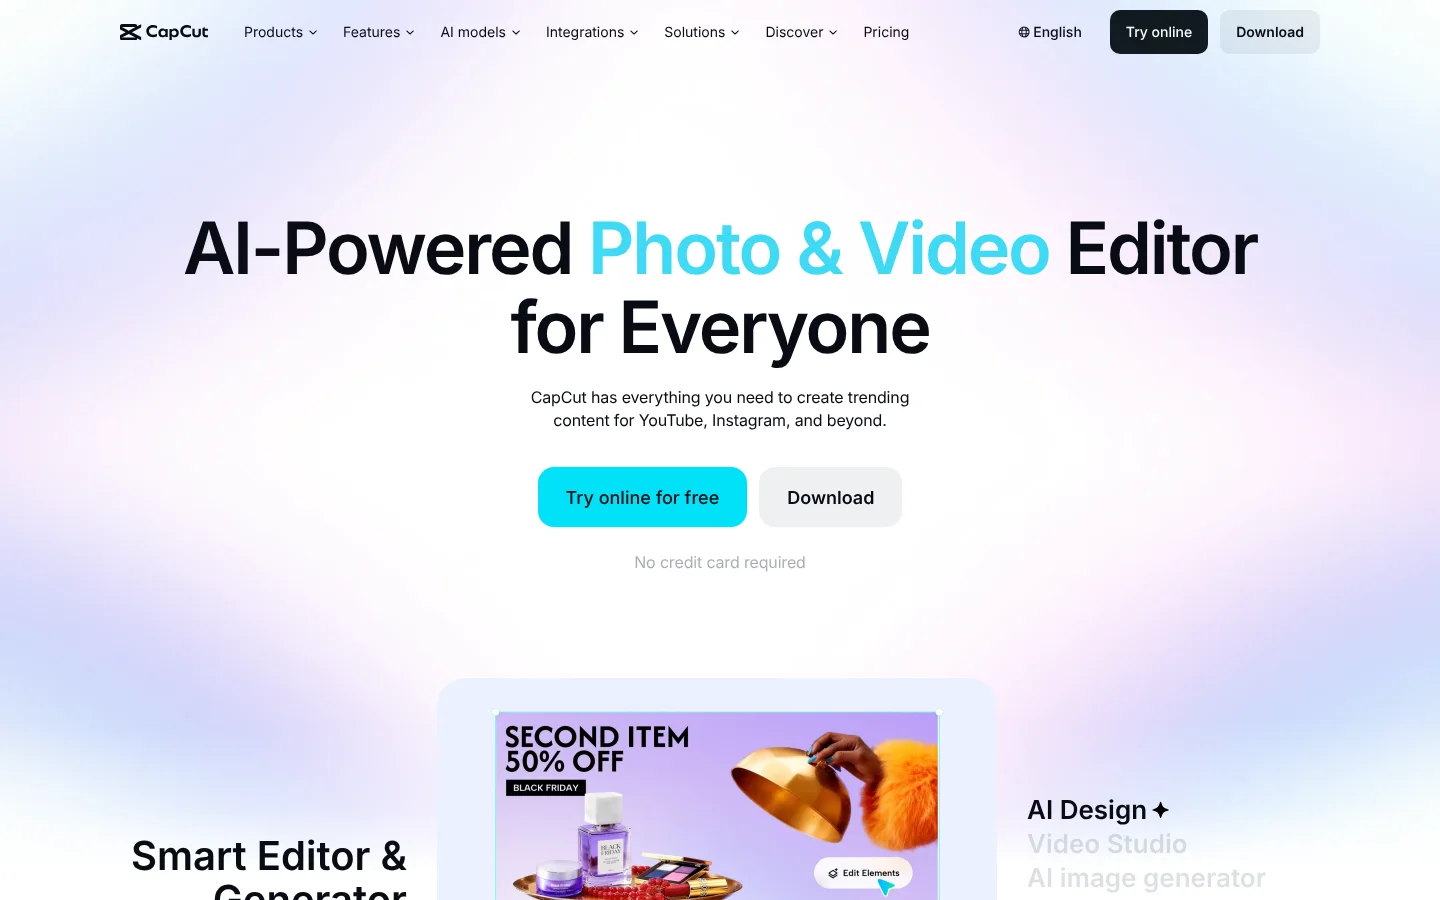 CapCut
Products
Features
AI models
Integrations
Solutions
Discover
Pricing
English
Try online
Download
AI-Powered Photo & Video Editor
for Everyone
CapCut has everything you need to create trending
content for YouTube, Instagram, and beyond.
Try online for free
Download
No credit card required
SECOND ITEM
50% OFF
BLACK FRIDAY
BLACK
FRIDAY
Edit Elements
Smart Editor &
Generator
AI Design
Video Studio
AI image generator